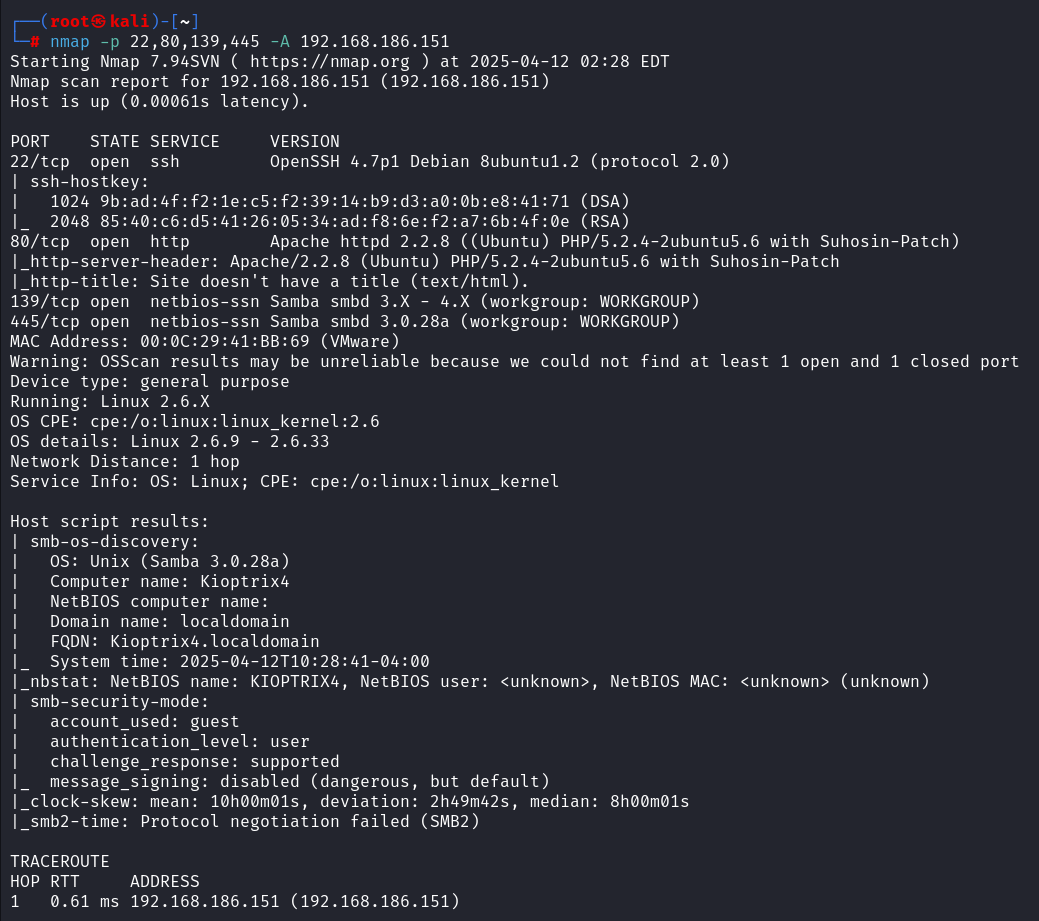 ┌──(root㉿kali)-[~]
└─# nmap -p 22,80,139,445 -A 192.168.186.151
Starting Nmap 7.94SVN ( https://nmap.org ) at 2025-04-12 02:28 EDT
Nmap scan report for 192.168.186.151 (192.168.186.151)
Host is up (0.00061s latency).

PORT    STATE SERVICE     VERSION
22/tcp  open  ssh         OpenSSH 4.7p1 Debian 8ubuntu1.2 (protocol 2.0)
| ssh-hostkey:
|   1024 9b:ad:4f:f2:1e:c5:f2:39:14:b9:d3:a0:0b:e8:41:71 (DSA)
|_  2048 85:40:c6:d5:41:26:05:34:ad:f8:6e:f2:a7:6b:4f:0e (RSA)
80/tcp  open  http        Apache httpd 2.2.8 ((Ubuntu) PHP/5.2.4-2ubuntu5.6 with Suhosin-Patch)
|_http-server-header: Apache/2.2.8 (Ubuntu) PHP/5.2.4-2ubuntu5.6 with Suhosin-Patch
|_http-title: Site doesn't have a title (text/html).
139/tcp open  netbios-ssn Samba smbd 3.X - 4.X (workgroup: WORKGROUP)
445/tcp open  netbios-ssn Samba smbd 3.0.28a (workgroup: WORKGROUP)
MAC Address: 00:0C:29:41:BB:69 (VMware)
Warning: OSScan results may be unreliable because we could not find at least 1 open and 1 closed port
Device type: general purpose
Running: Linux 2.6.X
OS CPE: cpe:/o:linux:linux_kernel:2.6
OS details: Linux 2.6.9 - 2.6.33
Network Distance: 1 hop
Service Info: OS: Linux; CPE: cpe:/o:linux:linux_kernel

Host script results:
| smb-os-discovery:
|   OS: Unix (Samba 3.0.28a)
|   Computer name: Kioptrix4
|   NetBIOS computer name:
|   Domain name: localdomain
|   FQDN: Kioptrix4.localdomain
|_  System time: 2025-04-12T10:28:41-04:00
|_nbstat: NetBIOS name: KIOPTRIX4, NetBIOS user: <unknown>, NetBIOS MAC: <unknown> (unknown)
| smb-security-mode:
|   account_used: guest
|   authentication_level: user
|   challenge_response: supported
|_  message_signing: disabled (dangerous, but default)
|_clock-skew: mean: 10h00m01s, deviation: 2h49m42s, median: 8h00m01s
|_smb2-time: Protocol negotiation failed (SMB2)

TRACEROUTE
HOP RTT     ADDRESS
1   0.61 ms 192.168.186.151 (192.168.186.151)